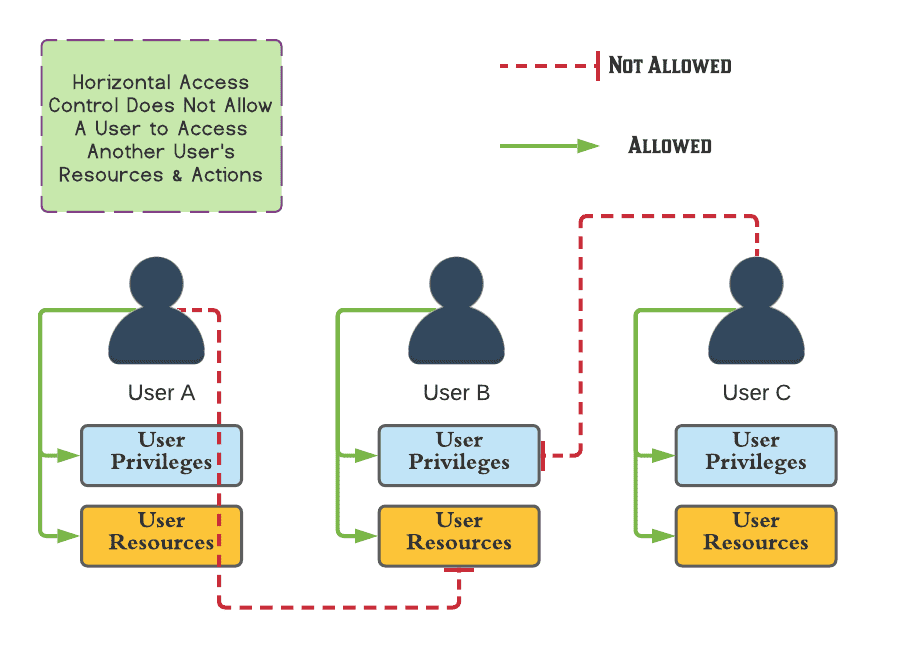 Horizontal Access
Control Does Not Allow
A User to Access
Another User's
Resources & Actions
Not Allowed
Allowed
User A
User B
User C
User
Privileges
User
Privileges
User
Privileges
User
Resources
User
Resources
User
Resources